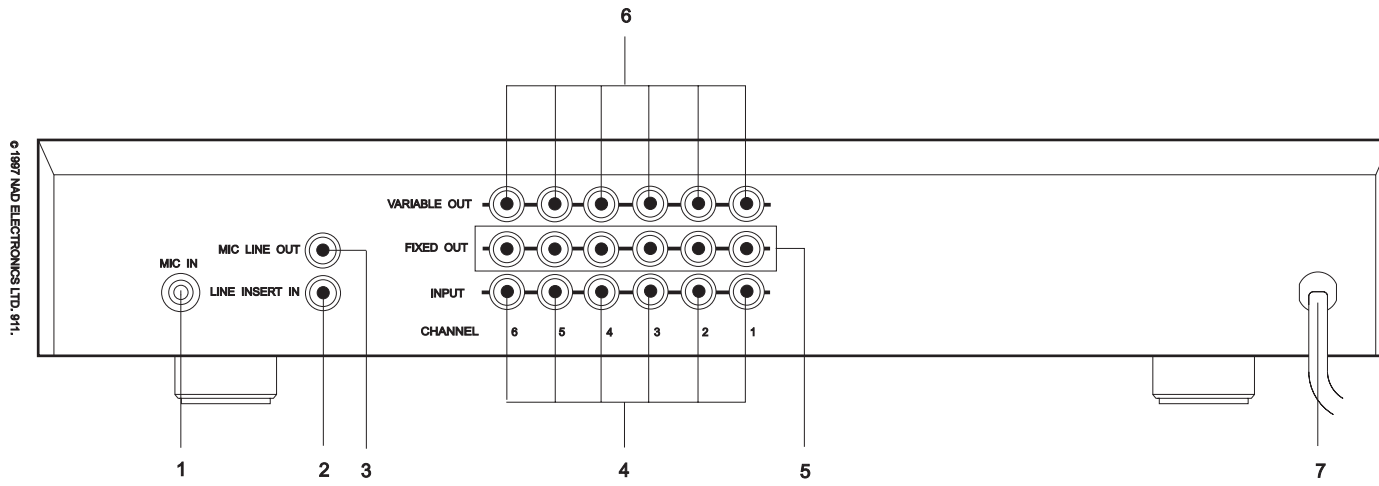 6
© 1997 NAD ELECTRONICS LTD. 911.
VARIABLE OUT
MIC LINE OUT
FIXED OUT
MIC IN
LINE INSERT IN
INPUT
CHANNEL 6 5 4 3 2 1
1 2 3 4 5 7